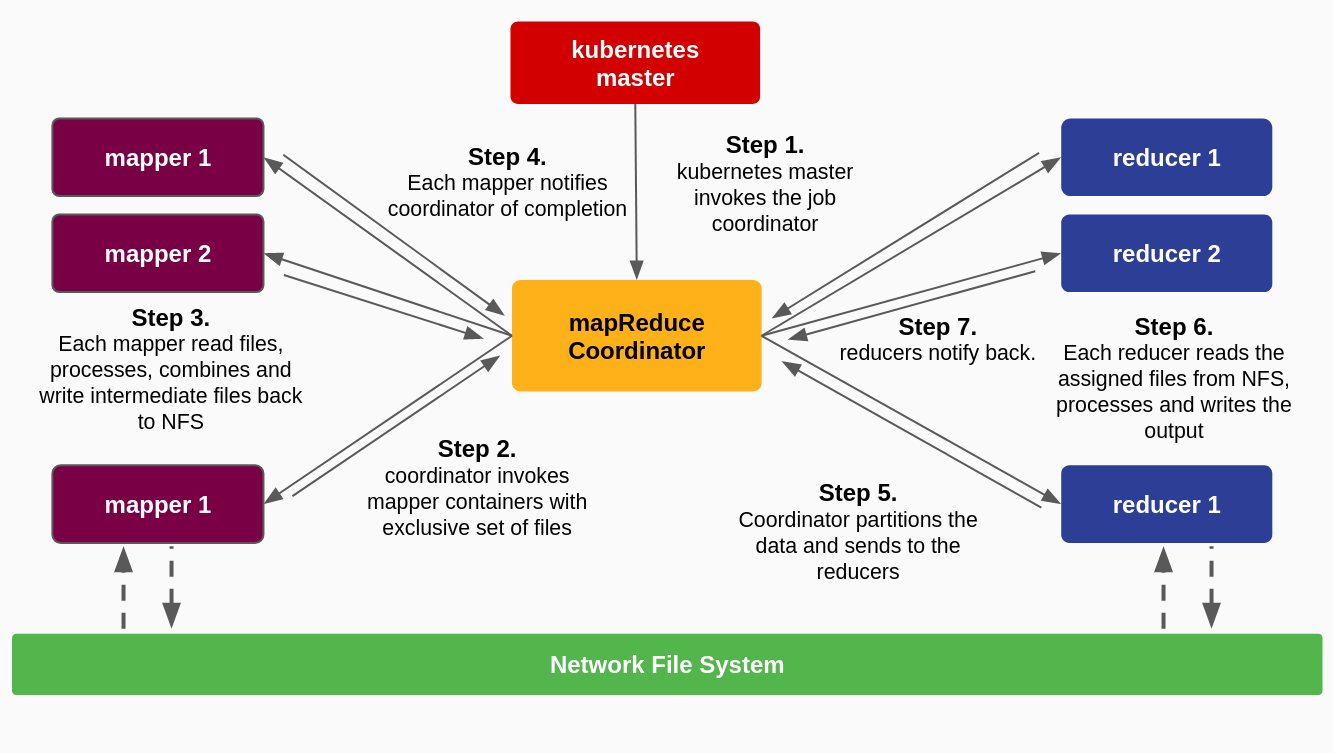 kubernetes
master
mapper 1
Step 4.
Each mapper notifies
coordinator of completion
Step 1.
kubernetes master
invokes the job
coordinator
reducer 1
mapper 2
reducer 2
Step 3.
Each mapper read files,
processes, combines and
write intermediate files back
to NFS
mapReduce
Coordinator
Step 7.
reducers notify back.
Step 6.
Each reducer reads the
assigned files from NFS,
processes and writes the
output
mapper 1
Step 2.
coordinator invokes
mapper containers with
exclusive set of files
Step 5.
Coordinator partitions the
data and sends to the
reducers
reducer 1
Network File System